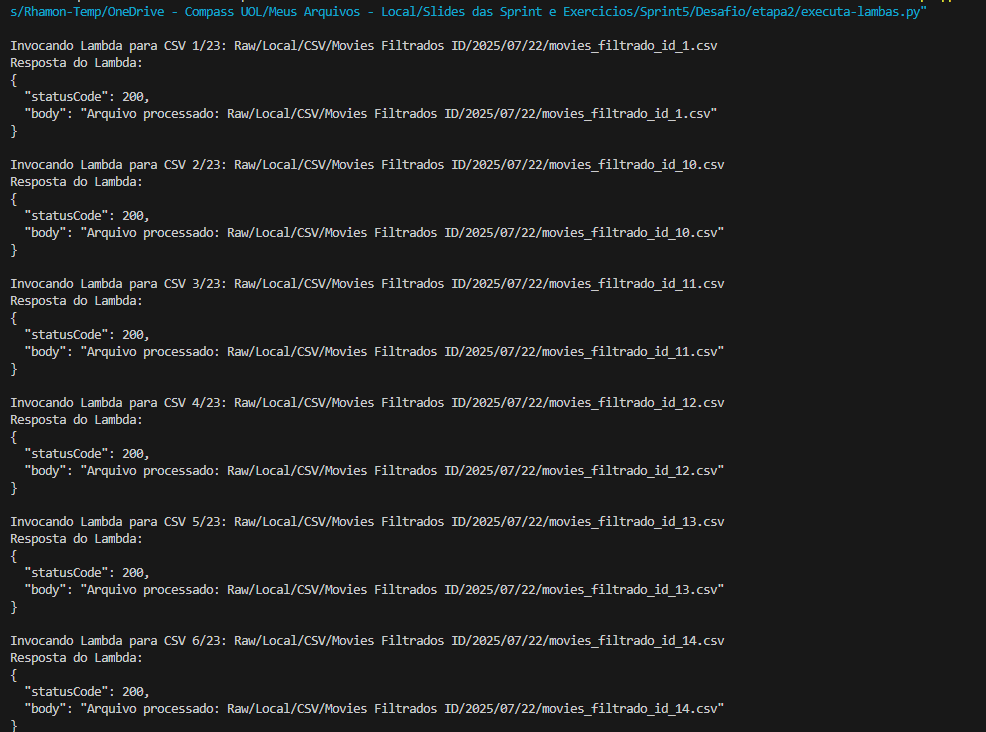 s/Rhamon-Temp/OneDrive - Compass UOL/Meus Arquivos - Local/Slides das Sprint e Exercicios/Sprint5/Desafio/etapa2/executa-lambas.py"
Invocando Lambda para CSV 1/23: Raw/Local/CSV/Movies Filtrados ID/2025/07/22/movies_filtrado_id_1.csv
Resposta do Lambda:
{
"statusCode": 200,
"body": "Arquivo processado: Raw/Local/CSV/Movies Filtrados ID/2025/07/22/movies_filtrado_id_1.csv"
}
Invocando Lambda para CSV 2/23: Raw/Local/CSV/Movies Filtrados ID/2025/07/22/movies_filtrado_id_10.csv
Resposta do Lambda:
{
"statusCode": 200,
"body": "Arquivo processado: Raw/Local/CSV/Movies Filtrados ID/2025/07/22/movies_filtrado_id_10.csv"
}
Invocando Lambda para CSV 3/23: Raw/Local/CSV/Movies Filtrados ID/2025/07/22/movies_filtrado_id_11.csv
Resposta do Lambda:
{
"statusCode": 200,
"body": "Arquivo processado: Raw/Local/CSV/Movies Filtrados ID/2025/07/22/movies_filtrado_id_11.csv"
}
Invocando Lambda para CSV 4/23: Raw/Local/CSV/Movies Filtrados ID/2025/07/22/movies_filtrado_id_12.csv
Resposta do Lambda:
{
"statusCode": 200,
"body": "Arquivo processado: Raw/Local/CSV/Movies Filtrados ID/2025/07/22/movies_filtrado_id_12.csv"
}
Invocando Lambda para CSV 5/23: Raw/Local/CSV/Movies Filtrados ID/2025/07/22/movies_filtrado_id_13.csv
Resposta do Lambda:
{
"statusCode": 200,
"body": "Arquivo processado: Raw/Local/CSV/Movies Filtrados ID/2025/07/22/movies_filtrado_id_13.csv"
}
Invocando Lambda para CSV 6/23: Raw/Local/CSV/Movies Filtrados ID/2025/07/22/movies_filtrado_id_14.csv
Resposta do Lambda:
{
"statusCode": 200,
"body": "Arquivo processado: Raw/Local/CSV/Movies Filtrados ID/2025/07/22/movies_filtrado_id_14.csv"
}